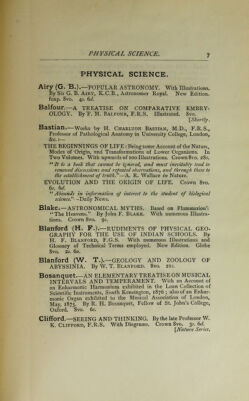 PHYSICAL SCIENCE. 7
PHYSICAL SCIENCE.
Airy (G. B.).—POPULAR ASTRONOMY. With Illustrations.
By Sir G. B. AIRY, K.C.B., Astronomer Royal. New Edition.
fcap. 8vo. 4s. 6d.
Balfour.—A TREATISE ON COMPARATIVE EMBRY-
OLOGY. By F. M. BALFOUR, F.R.S. Illustrated. 8vo.
[Shortly.
Bastian.—Works by H. CHARLTON BASTIAN, M.D., F.R.S.,
Professor of Pathological Anatomy in University College, London,
&c. :—
THE BEGINNINGS OF LIFE: Being some Account of the Nature,
Modes of Origin, and Transformations of Lower Organisms. In
Two Volumes. With upwards of 100 Illustrations. Crown 8vo. 28s.
"It is a book that cannot be ignored, and must inevitably lead to
renewed discussions and repeated observations, and through these to
the establishment of truth."—A. R. Wallace in Nature.
EVOLUTION AND THE ORIGIN OF LIFE. Crown 8vo.
6s. 6d.
"Abounds in information of interest to the student of biological
science."—Daily News.
Blake.—ASTRONOMICAL MYTHS. Based on Flammarion's
"The Heavens." By John F. BLAKE. With numerous Illustra-
tions. Crown 8vo. 9s.
Blanford (H. F.).—RUDIMENTS OF PHYSICAL GEO-
GRAPHY FOR THE USE OF INDIAN SCHOOLS. By
H. F. BLANFORD, F.G.S. With numerous Illustrations and
Glossary of Technical Terms employed. New Edition. Globe
8vo. 2s. 6d.
Blanford (W. T.).—GEOLOGY AND ZOOLOGY OF
ABYSSINIA. By W. T. BLANFORD. 8vo. 21s.
Bosanquet.—AN ELEMENTARY TREATISE ON MUSICAL
INTERVALS AND TEMPERAMENT. With an Account of
an Enharmonic Harmonium exhibited in the Loan Collection of
Scientific Instruments, South Kensington, 1876; also of an Enhar-
monic Organ exhibited to the Musical Association of London,
May, 1875. By R. H. Bosanquet, Fellow of St. John's College,
Oxford. 8vo. 6s.
Clifford.—SEEING AND THINKING. By the late Professor W.
K. CLIFFORD, F.R.S. With Diagrams. Crown 8vo. 3s. 6d.
[Nature Series.